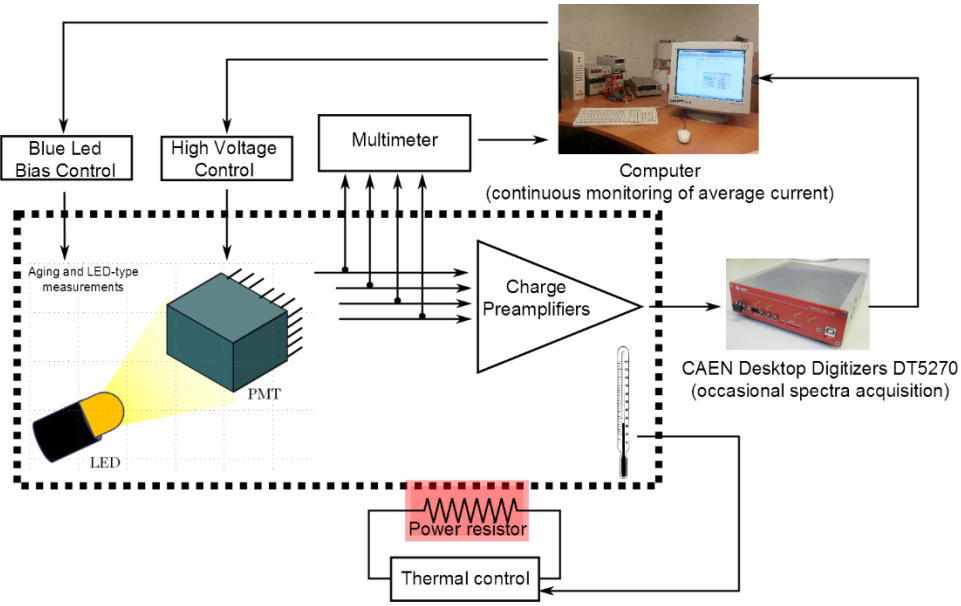 Blue Led
Bias Control
High Voltage
Control
Multimeter
Computer
(continuous monitoring of average current)
Aging and LED-type
measurements
Charge
Preamplifiers
PMT
LED
CAEN Desktop Digitizers DT5270
(occasional spectra acquisition)
Power resistor
Thermal control